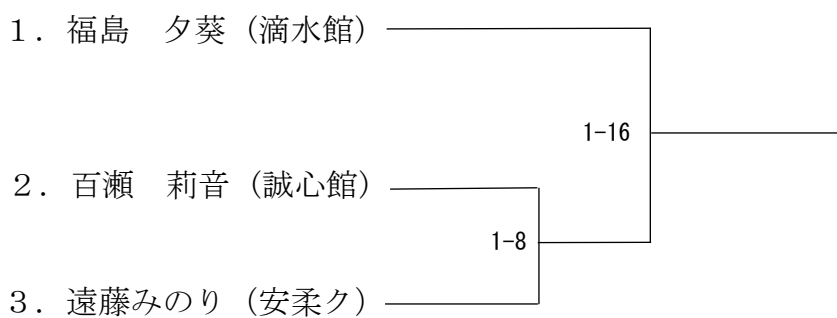 １．福島　夕葵（滴水館）
1-16
２．百瀬　莉音（誠心館）
1-8
３．遠藤みのり（安柔ク）